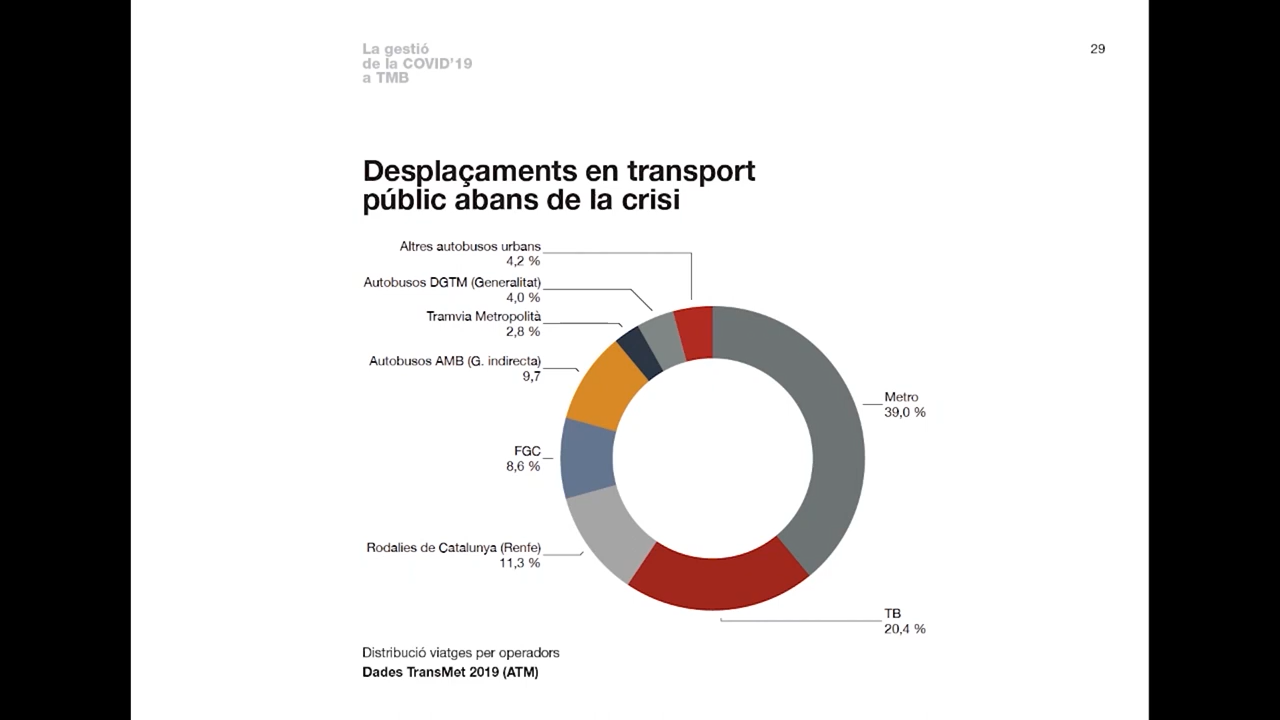 La gestió
de la COVID'19
a TMB
29
Desplaçaments en transport
públic abans de la crisi
Altres autobusos urbans
4,2 %
Autobusos DGTM (Generalitat)
4,0 %
Tramvia Metropolità
2,8 %
Autobusos AMB (G. indirecta)
9,7
FGC
8,6 %
Rodalies de Catalunya (Renfe)
11,3 %
Metro
39,0 %
TB
20,4 %
Distribució viatges per operadors
Dades TransMet 2019 (ATM)